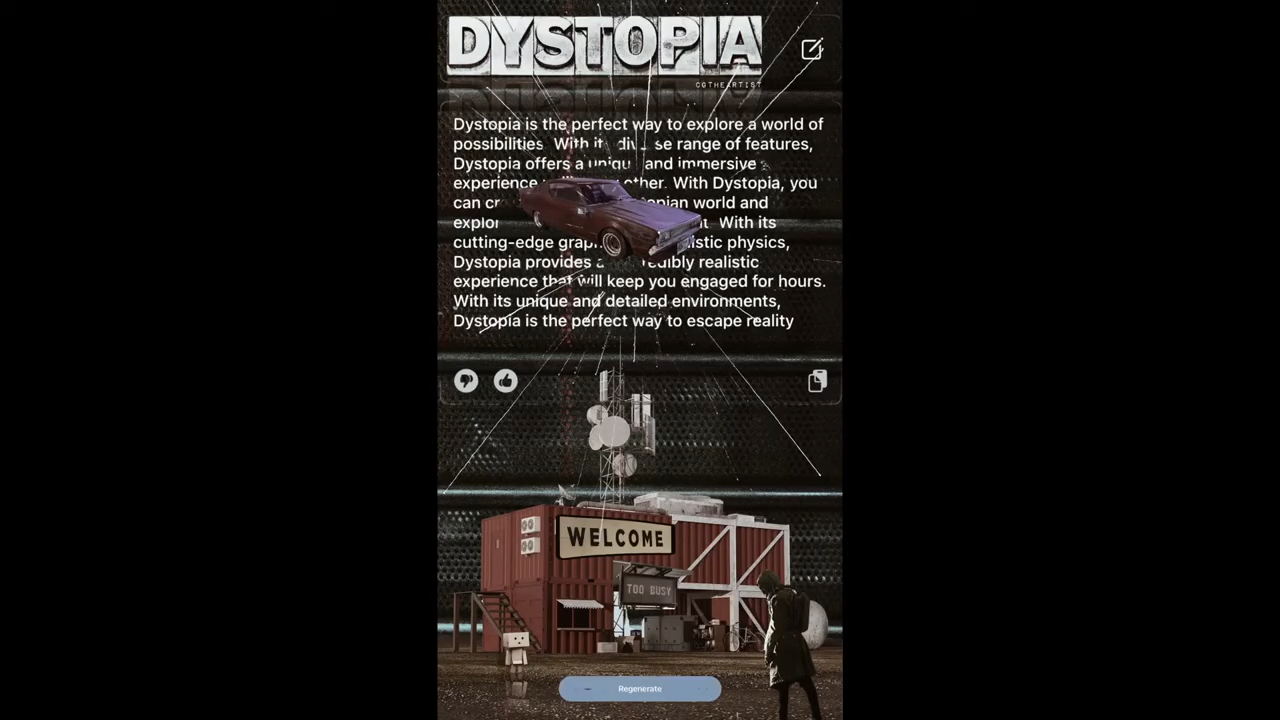 DYSTOPIA
CGTHEARTIST
Dystopia is the perfect way to explore a world of
possibilities With se range of features,
Dystopia offers a and immersive
experience other. With Dystopia, you
can world and
With its
cutting-edge physics,
Dystopia provides realistic
experience that will keep you engaged for hours.
With its unique and detailed environments,
Dystopia is the perfect way to escape reality
WELCOME
TOO BUSY
Regenerate